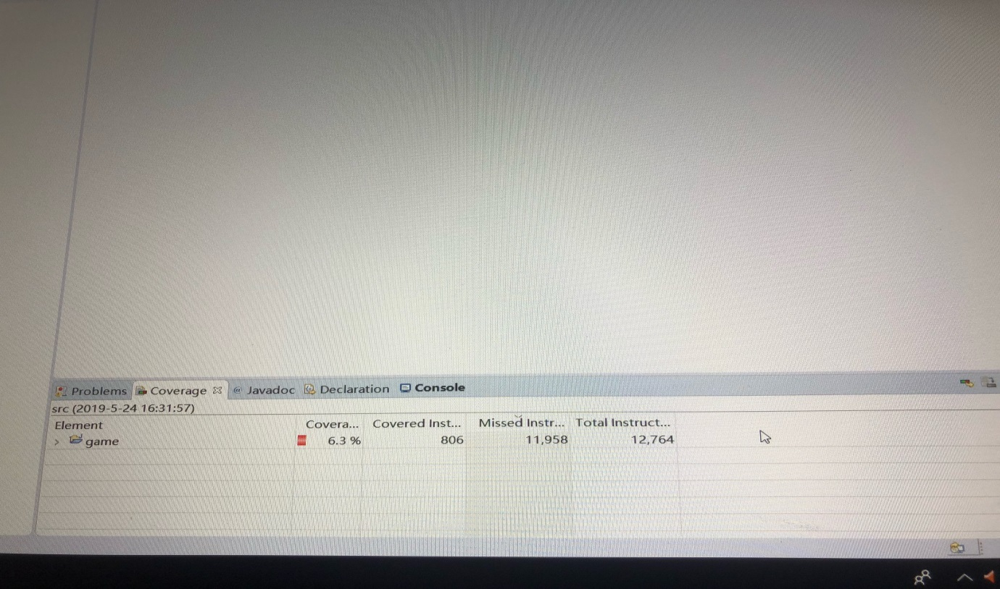 Problems Coverage Javadoc Declaration Console
src (2019-5-24 16:31:57)
Element Covera... Covered Inst... Missed Instr... Total Instruct...
game 6.3 % 806 11,958 12,764